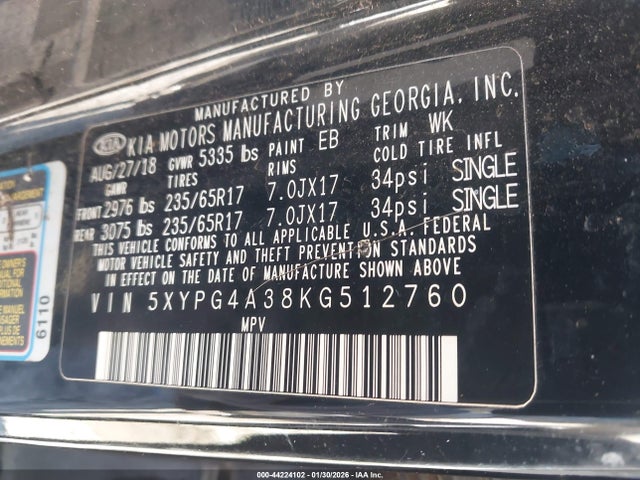 MANUFACTURED BY
KIA KIA MOTORS MANUFACTURING GEORGIA, INC.
AUG/27/18 GVWR 5335 lbs PAINT EB TRIM WK
GAWR TIRES RIMS COLD TIRE INFL
FRONT 2976 lbs 235/65R17 7.0JX17 34psi SINGLE
REAR 3075 lbs 235/65R17 7.0JX17 34psi SINGLE
THIS VEHICLE CONFORMS TO ALL APPLICABLE U.S.A. FEDERAL
MOTOR VEHICLE SAFETY AND THEFT PREVENTION STANDARDS
IN EFFECT ON THE DATE OF MANUFACTURE SHOWN ABOVE.
VIN 5XYPG4A38KG512760
MPV
6110
000-44224102 - 01/30/2026 - IAA Inc.